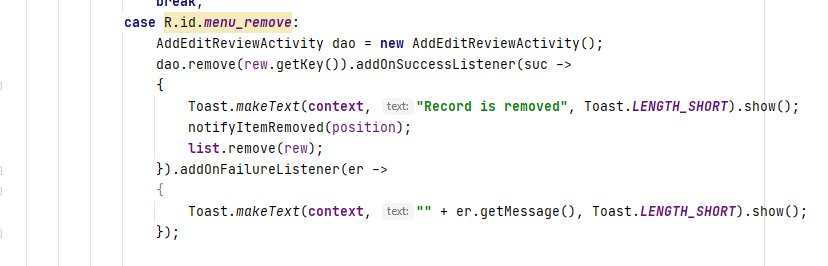 break;
case R.id.menu_remove:
AddEditReviewActivity dao = new AddEditReviewActivity();
dao.remove(rew.getKey()).addOnSuccessListener(suc ->
{
Toast.makeText(context, text: "Record is removed", Toast.LENGTH_SHORT).show();
notifyItemRemoved(position);
list.remove(rew);
}).addOnFailureListener(er ->
{
Toast.makeText(context, text: "" + er.getMessage(), Toast.LENGTH_SHORT).show();
});